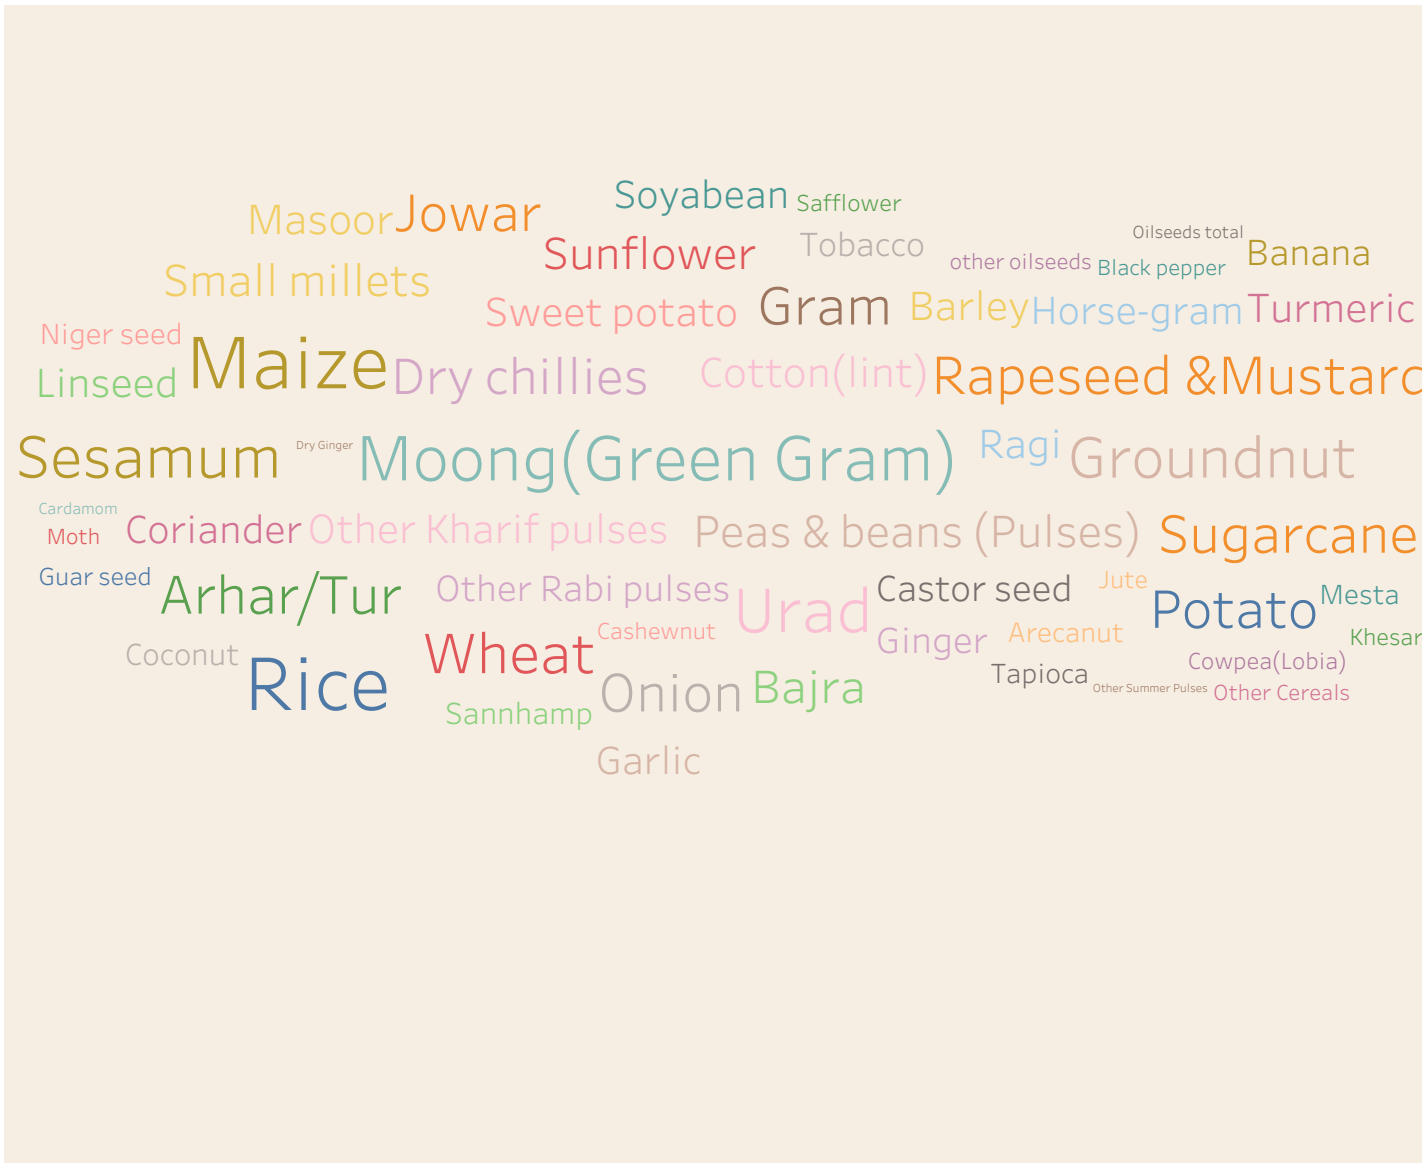 Soyabean Safflower
Masoor Jowar
Sunflower Tobacco Oilseeds total
other oilseeds Black pepper Banana
Small millets
Sweet potato Gram Barley Horse-gram Turmeric
Niger seed
Maize Dry chillies Cotton(lint) Rapeseed &Mustard
Linseed
Sesamum Dry Ginger Moong(Green Gram) Ragi Groundnut
Cardamom
Moth Coriander Other Kharif pulses Peas & beans (Pulses) Sugarcane
Guar seed Arhar/Tur Other Rabi pulses Urad Castor seed Jute Potato Mesta
Cashewnut Ginger Arecanut Khesar
Coconut Rice Wheat Tapioca Cowpea(Lobia)
Onion Bajra Other Summer Pulses Other Cereals
Sannhamp
Garlic